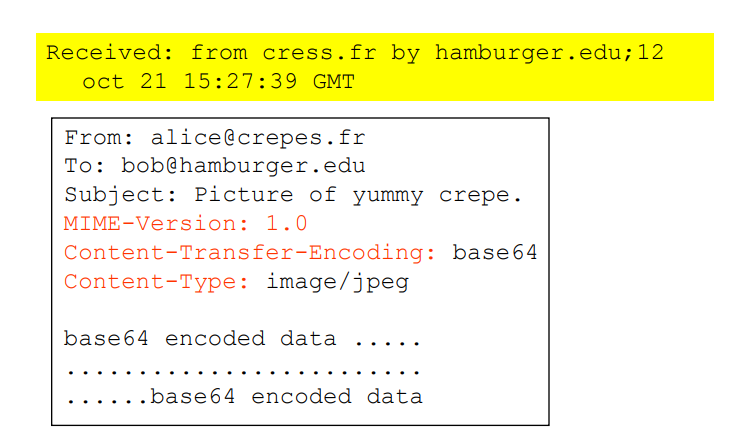 Received: from cress.fr by hamburger.edu;12
oct 21 15:27:39 GMT
From: alice@crepes.fr
To: bob@hamburger.edu
Subject: Picture of yummy crepe.
MIME-Version: 1.0
Content-Transfer-Encoding: base64
Content-Type: image/jpeg
base64 encoded data .....
.........................
......base64 encoded data